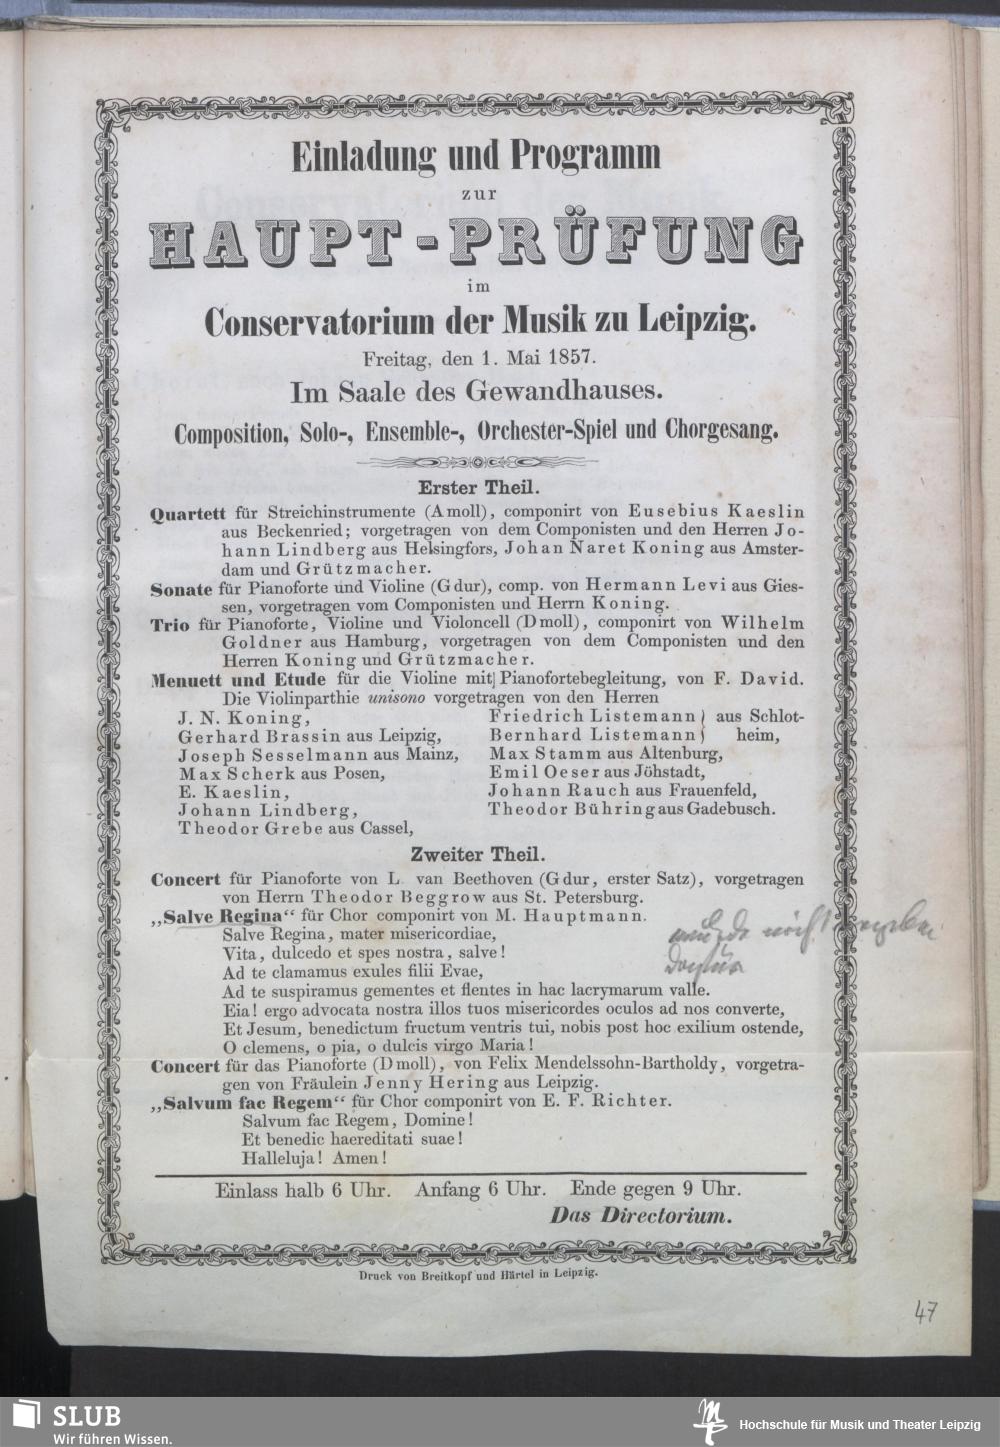 Einladung und Programm
zur
HAUPT-PRÜFUNG
im
Conservatorium der Musik zu Leipzig.
Freitag, den 1. Mai 1857.
Im Saale des Gewandhauses.
Composition, Solo-, Ensemble-, Orchester-Spiel und Chorgesang.
Erster Theil.
Quartett für Streichinstrumente (A moll), componirt von Eusebius Kaeslin
aus Beckenried; vorgetragen von dem Componisten und den Herren Jo-
hann Lindberg aus Helsingfors, Johan Naret Koning aus Amster-
dam und Grützmacher.
Sonate für Pianoforte und Violine (G dur), comp. von Hermann Levi aus Gies-
sen, vorgetragen vom Componisten und Herrn Koning.
Trio für Pianoforte, Violine und Violoncell (D moll), componirt von Wilhelm
Goldner aus Hamburg, vorgetragen von dem Componisten und den
Herren Koning und Grützmacher.
Menuett und Etude für die Violine mit Pianofortebegleitung, von F. David.
Die Violinparthie unisono vorgetragen von den Herren
J. N. Koning,
Gerhard Brassin aus Leipzig,
Joseph Sesselmann aus Mainz,
Max Scherk aus Posen,
E. Kaeslin,
Johann Lindberg,
Theodor Grebe aus Cassel,
Friedrich Listemann } aus Schlot-
Bernhard Listemann } heim,
Max Stamm aus Altenburg,
Emil Oeser aus Jöhstadt,
Johann Rauch aus Frauenfeld,
Theodor Bühring aus Gadebusch.
Zweiter Theil.
Concert für Pianoforte von L. van Beethoven (G dur, erster Satz), vorgetragen
von Herrn Theodor Beggrow aus St. Petersburg.
„Salve Regina“ für Chor componirt von M. Hauptmann.
wurde nicht
Salve Regina, mater misericordiae,
Vita, dulcedo et spes nostra, salve!
Ad te clamamus exules filii Evae,
Ad te suspiramus gementes et flentes in hac lacrymarum valle.
Eia! ergo advocata nostra illos tuos misericordes oculos ad nos converte,
Et Jesum, benedictum fructum ventris tui, nobis post hoc exilium ostende,
O clemens, o pia, o dulcis virgo Maria!
Concert für das Pianoforte (D moll), von Felix Mendelssohn-Bartholdy, vorgetra-
gen von Fräulein Jenny Hering aus Leipzig.
„Salvum fac Regem“ für Chor componirt von E. F. Richter.
Salvum fac Regem, Domine!
Et benedic haereditati suae!
Halleluja! Amen!
Einlass halb 6 Uhr. Anfang 6 Uhr. Ende gegen 9 Uhr.
Das Directorium.
Druck von Breitkopf und Härtel in Leipzig.
47
SLUB
Wir führen Wissen.
Hochschule für Musik und Theater Leipzig